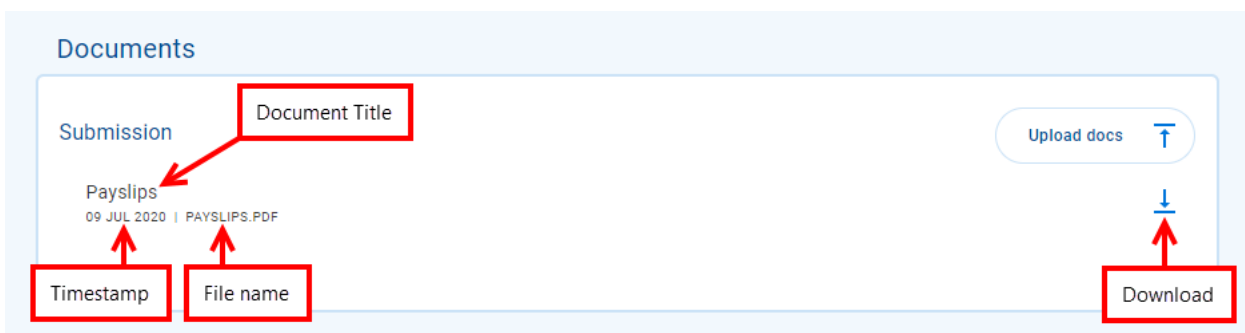 Documents
Document Title
Submission
Upload docs
Payslips
09 JUL 2020 | PAYSLIPS.PDF
Timestamp
File name
Download